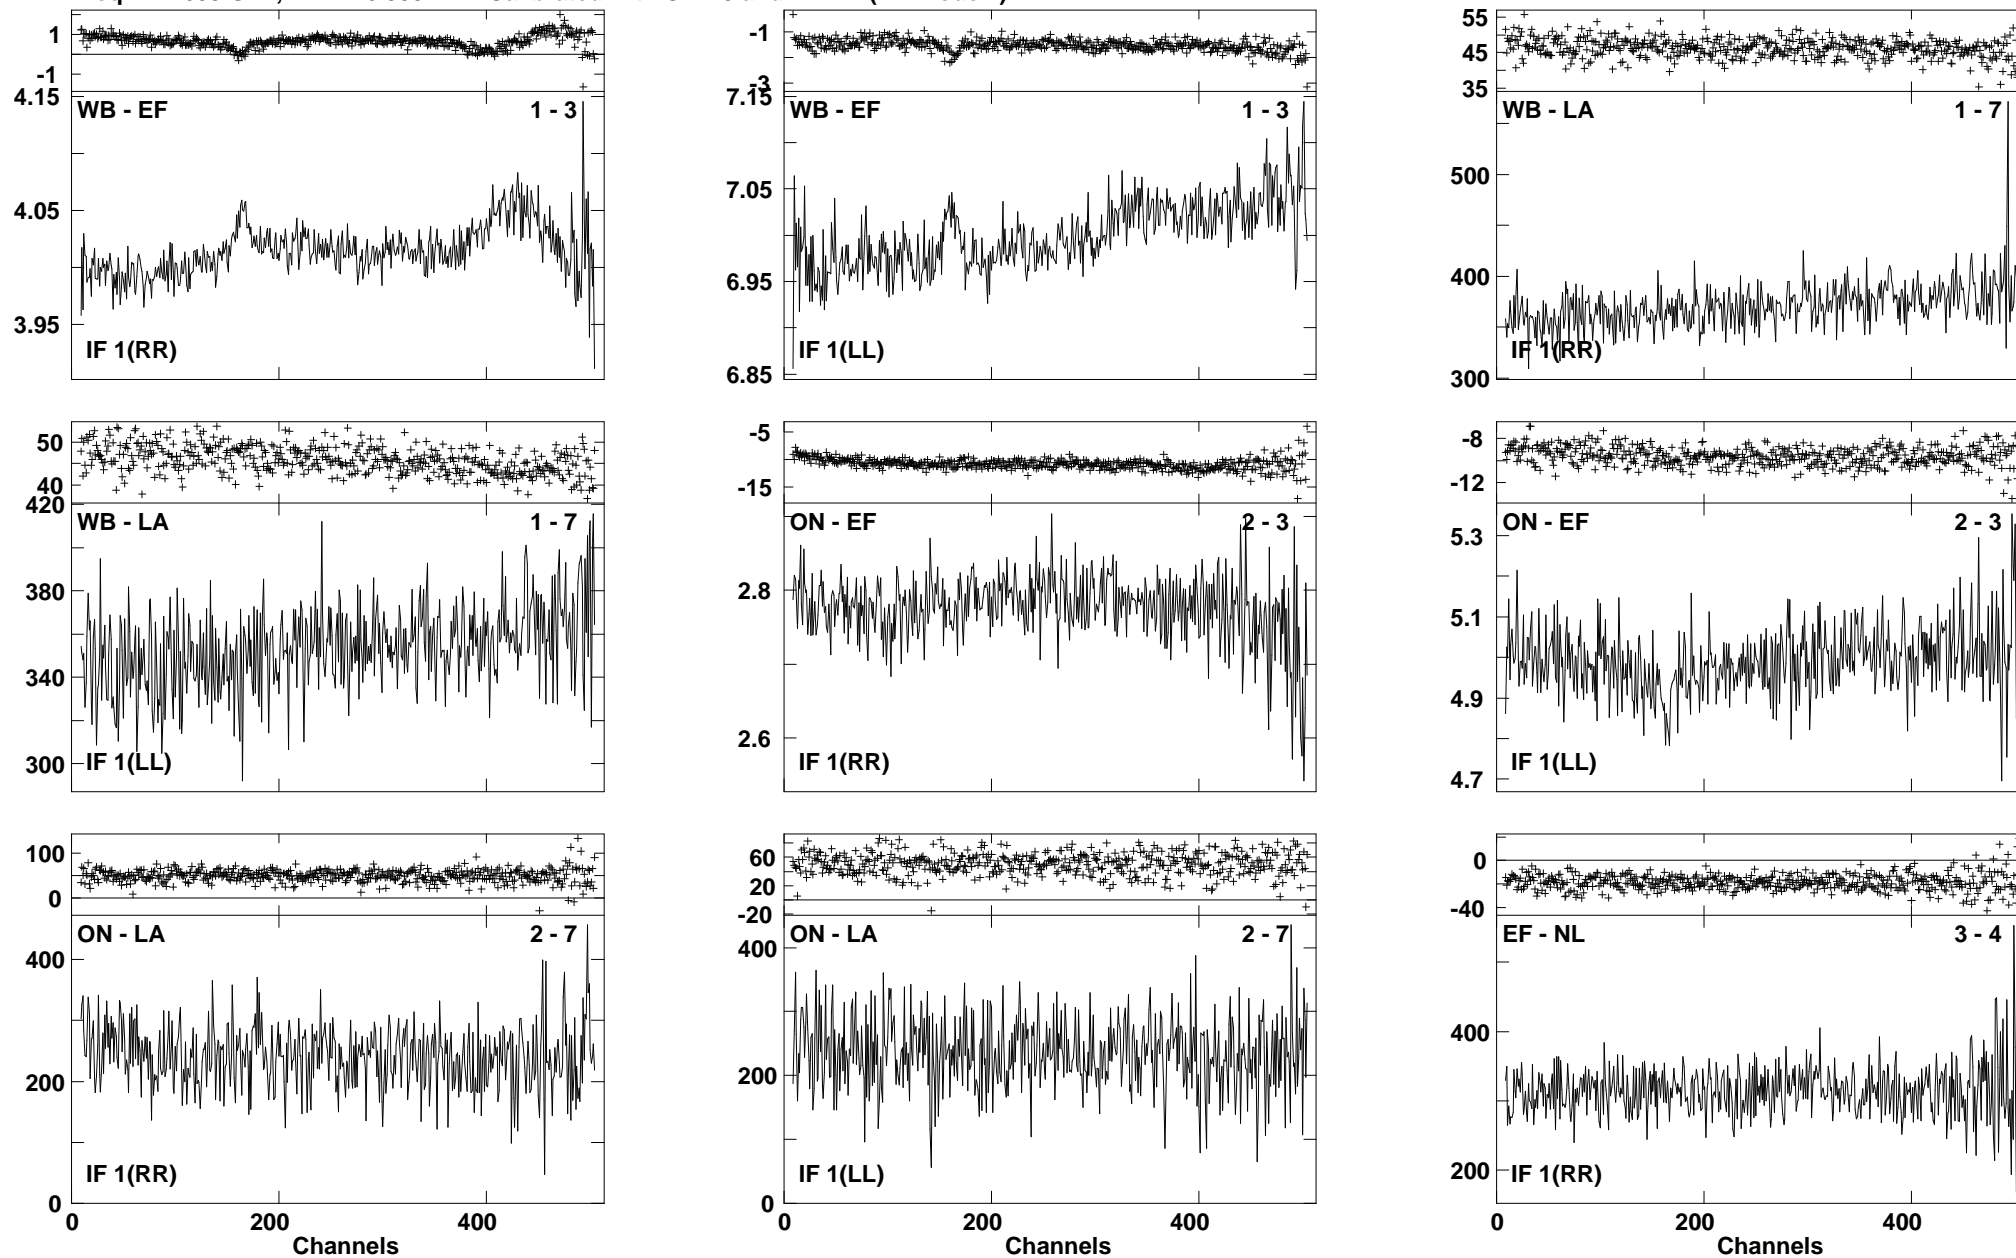 1
-1
4.15
WB - EF 1 - 3
4.05
3.95
IF 1(RR)
-1
-3
7.15
WB - EF 1 - 3
7.05
6.95
6.85
IF 1(LL)
55
45
35
WB - LA 1 - 7
500
400
300
IF 1(RR)
50
40
420
WB - LA 1 - 7
380
340
300
IF 1(LL)
-5
-15
ON - EF 2 - 3
2.8
2.6
IF 1(RR)
-8
-12
ON - EF 2 - 3
5.3
5.1
4.9
4.7
IF 1(LL)
100
0
ON - LA 2 - 7
400
200
0
IF 1(RR)
0 200 400
Channels
60
20
-20
ON - LA 2 - 7
400
200
0
IF 1(LL)
0 200 400
Channels
0
-40
EF - NL 3 - 4
400
200
IF 1(RR)
0 200 400
Channels